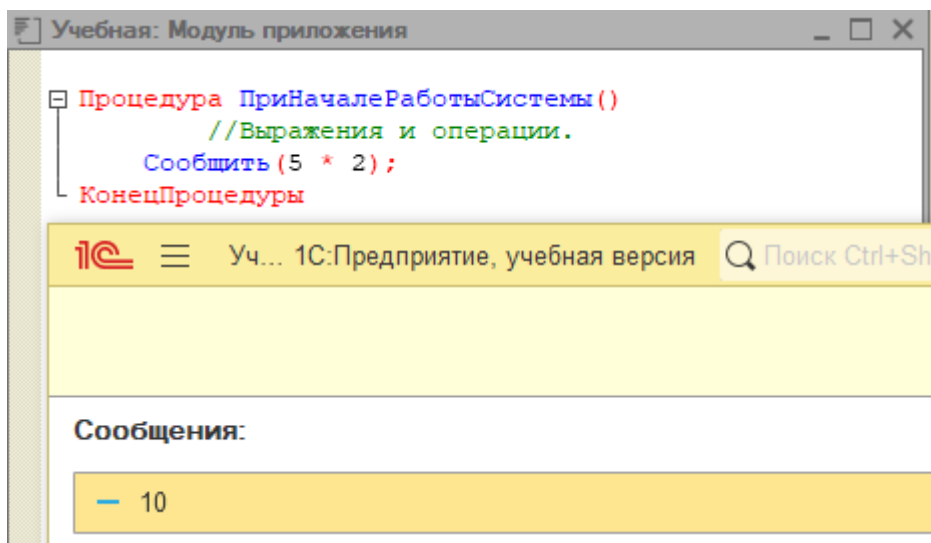 Учебная: Модуль приложения
Процедура ПриНачалеРаботыСистемы()
//Выражения и операции.
Сообщить(5 * 2);
КонецПроцедуры
1С Уч... 1С:Предприятие, учебная версия Поиск Ctrl+Sh
Сообщения:
10